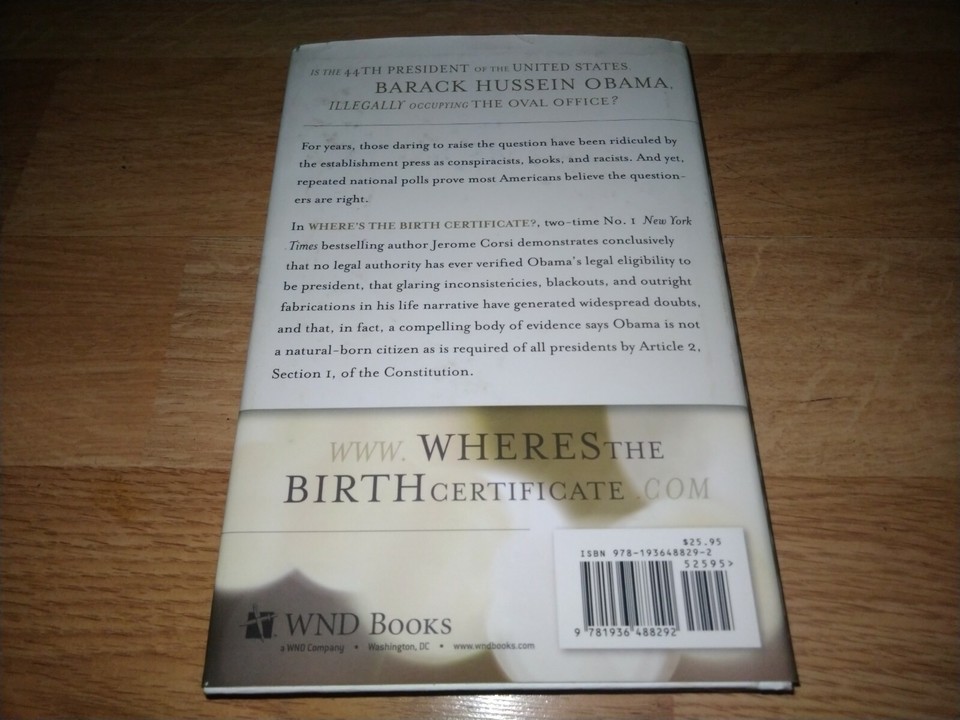 IS THE 44TH PRESIDENT OF THE UNITED STATES
BARACK HUSSEIN OBAMA,
ILLEGALLY OCCUPYING THE OVAL OFFICE?
For years, those daring to raise the question have been ridiculed by
the establishment press as conspiracists, kooks, and racists. And yet,
repeated national polls prove most Americans believe the question-
ers are right.
In WHERE'S THE BIRTH CERTIFICATE?, two-time No. 1 New York
Times bestselling author Jerome Corsi demonstrates conclusively
that no legal authority has ever verified Obama's legal eligibility to
be president, that glaring inconsistencies, blackouts, and outright
fabrications in his life narrative have generated widespread doubts,
and that, in fact, a compelling body of evidence says Obama is not
a natural-born citizen as is required of all presidents by Article 2,
Section 1, of the Constitution.
WWW. WHERESTHE
BIRTHCERTIFICATE.COM
$25.95
ISBN 978-193648829-2
52595>
9 781936 488292
WND BOOKS
a WND Company • Washington, DC • www.wndbooks.com